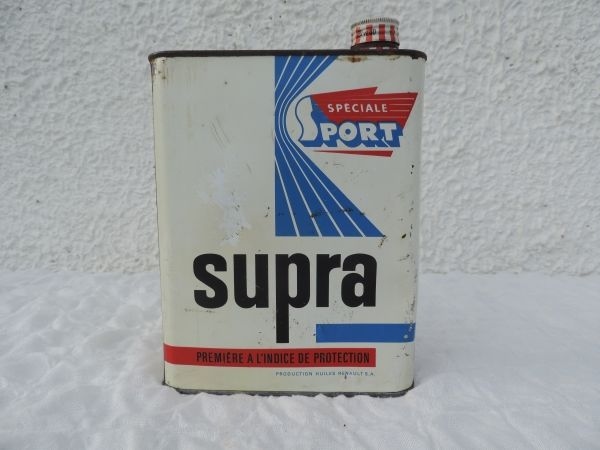 SPECIALE
SPORT
supra
PREMIÈRE A L'INDICE DE PROTECTION
PRODUCTION HUILES RENAULT S.A.